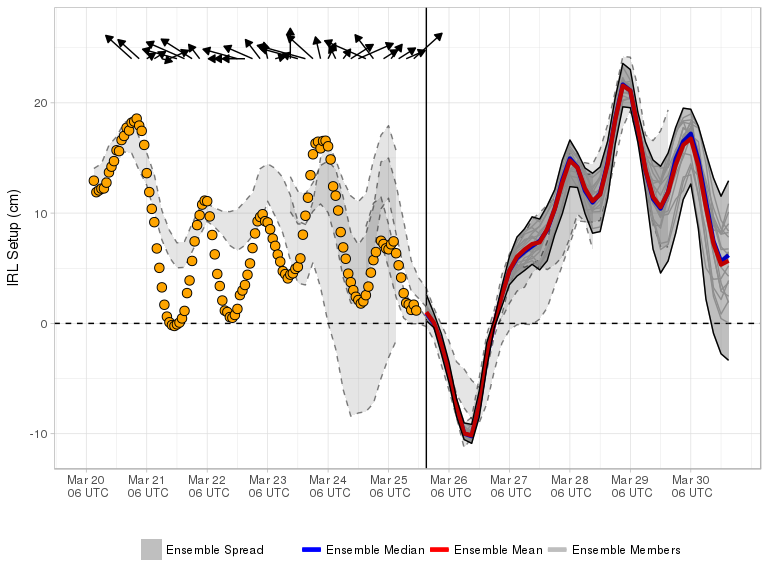 IRL Setup (cm)
20
10
0
-10
Mar 20 Mar 21 Mar 22 Mar 23 Mar 24 Mar 25 Mar 26 Mar 27 Mar 28 Mar 29 Mar 30
06 UTC 06 UTC 06 UTC 06 UTC 06 UTC 06 UTC 06 UTC 06 UTC 06 UTC 06 UTC 06 UTC
Ensemble Spread Ensemble Median Ensemble Mean Ensemble Members